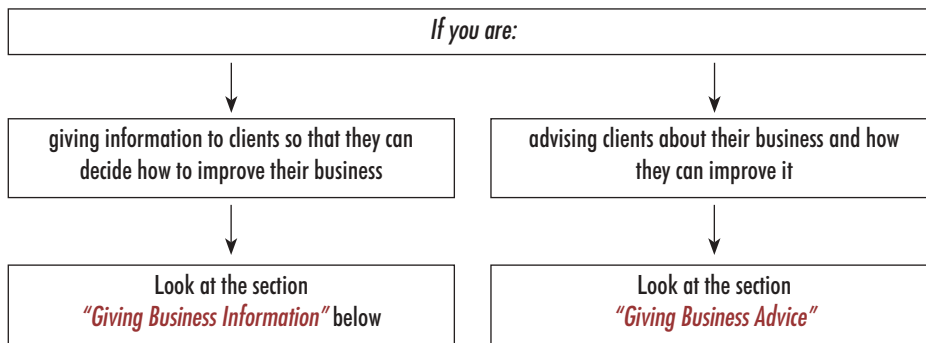 If you are:
giving information to clients so that they can
decide how to improve their business
advising clients about their business and how
they can improve it
Look at the section
"Giving Business Information" below
Look at the section
"Giving Business Advice"